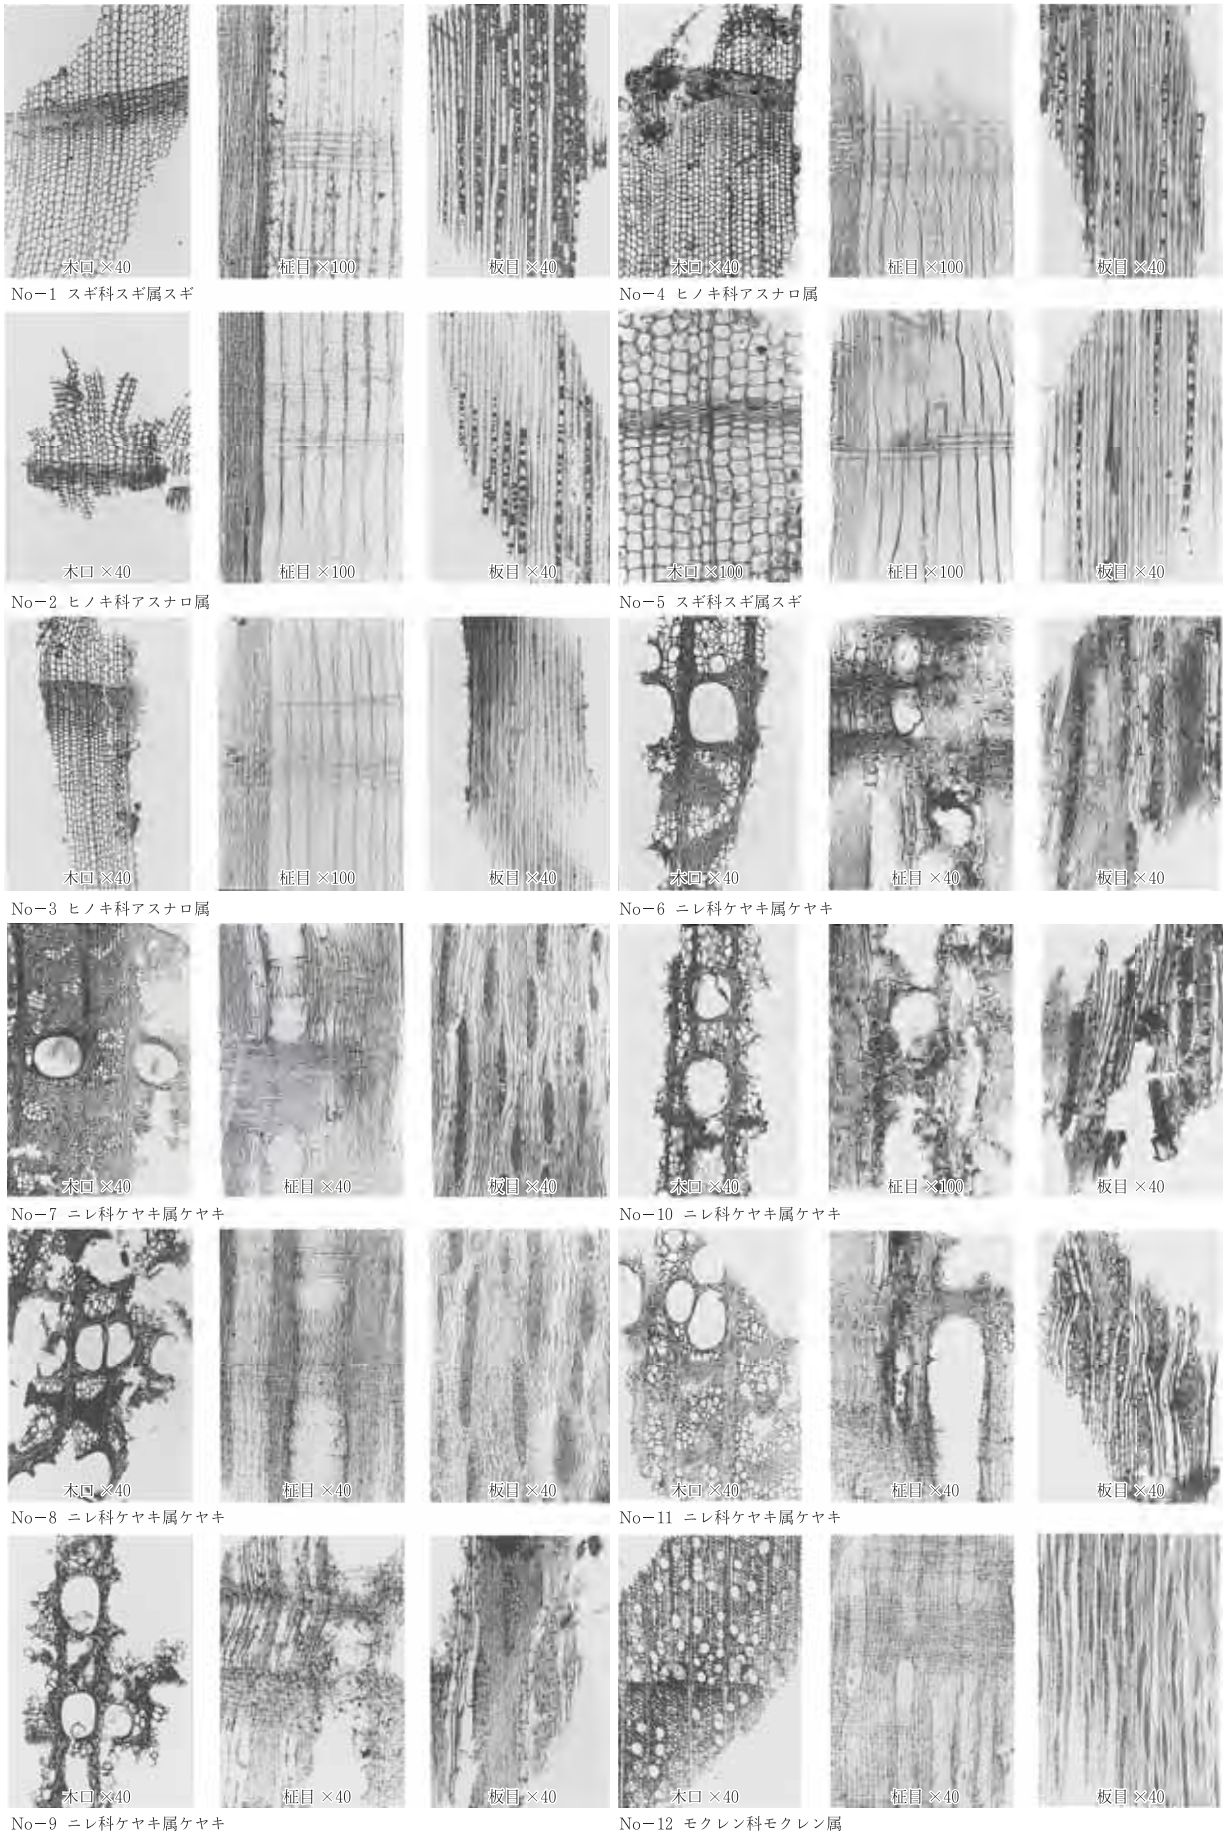 木口 ×40 柾目 ×100 板目 ×40
No－1 スギ科スギ属スギ
木口 ×40 柾目 ×100 板目 ×40
No－4 ヒノキ科アスナロ属
木口 ×40 柾目 ×100 板目 ×40
No－2 ヒノキ科アスナロ属
木口 ×100 柾目 ×100 板目 ×40
No－5 スギ科スギ属スギ
木口 ×40 柾目 ×100 板目 ×40
No－3 ヒノキ科アスナロ属
木口 ×40 柾目 ×40 板目 ×40
No－6 ニレ科ケヤキ属ケヤキ
木口 ×40 柾目 ×40 板目 ×40
No－7 ニレ科ケヤキ属ケヤキ
木口 ×40 柾目 ×100 板目 ×40
No－10 ニレ科ケヤキ属ケヤキ
木口 ×40 柾目 ×40 板目 ×40
No－8 ニレ科ケヤキ属ケヤキ
木口 ×40 柾目 ×40 板目 ×40
No－11 ニレ科ケヤキ属ケヤキ
木口 ×40 柾目 ×40 板目 ×40
No－9 ニレ科ケヤキ属ケヤキ
木口 ×40 柾目 ×40 板目 ×40
No－12 モクレン科モクレン属